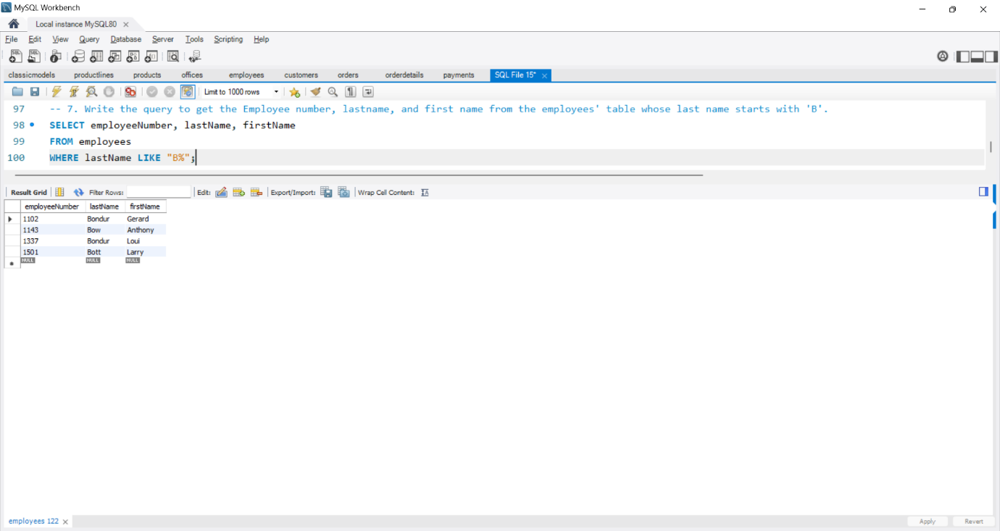 MySQL Workbench
Local instance MySQL80
File Edit View Query Database Server Tools Scripting Help
classicmodels productlines products offices employees customers orders orderdetails payments SQL File 15*
Limit to 1000 rows
97 -- 7. Write the query to get the Employee number, lastname, and first name from the employees' table whose last name starts with 'B'.
98 SELECT employeeNumber, lastName, firstName
99 FROM employees
100 WHERE lastName LIKE "B%";
Result Grid Filter Rows: Edit: Export/Import: Wrap Cell Content:
employeeNumber lastName firstName
1102 Bondur Gerard
1143 Bow Anthony
1337 Bondur Loui
1501 Bott Larry
NULL NULL NULL
employees 122 Apply Revert